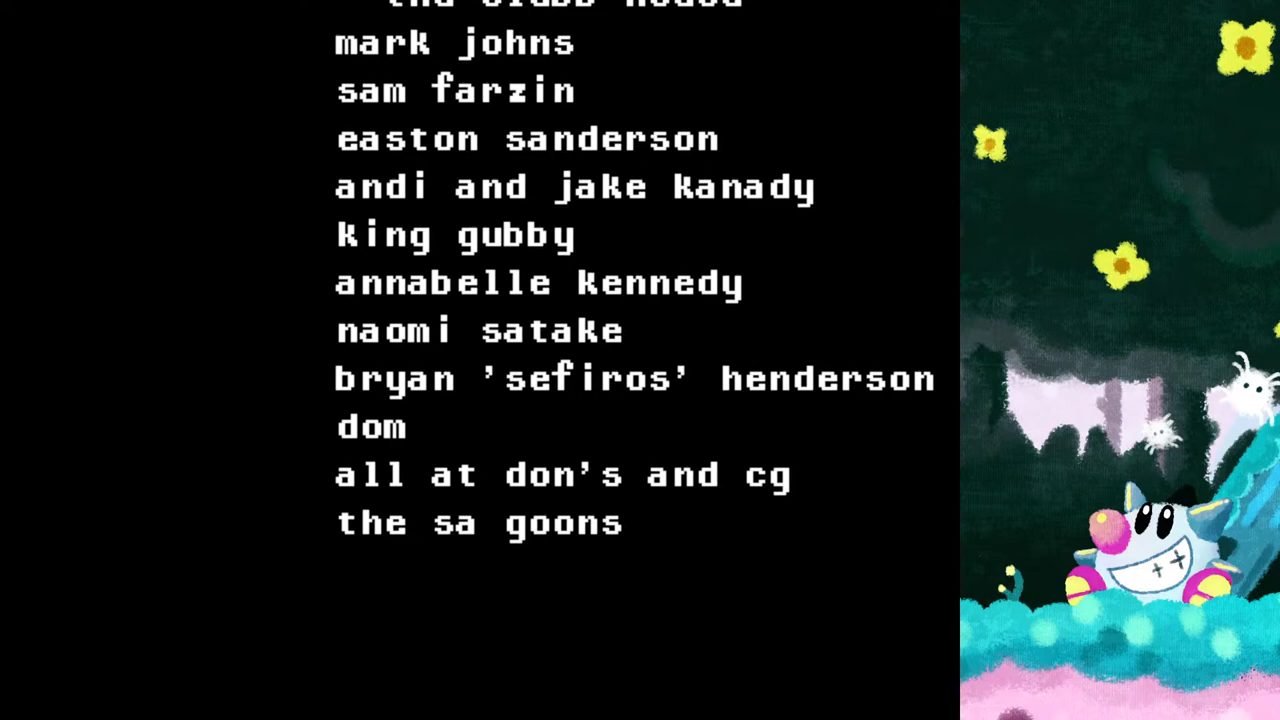 mark johns
sam farzin
easton sanderson
andi and jake kanady
king gubby
annabelle kennedy
naomi satake
bryan 'sefiros' henderson
dom
all at don's and cg
the sa goons